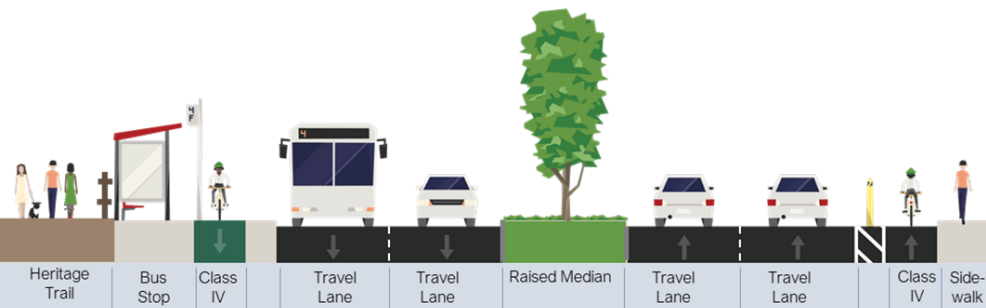 4
F
4
Heritage
Trail
Bus
Stop
Class
IV
Travel
Lane
Travel
Lane
Raised Median
Travel
Lane
Travel
Lane
Class
IV
Side-
walk